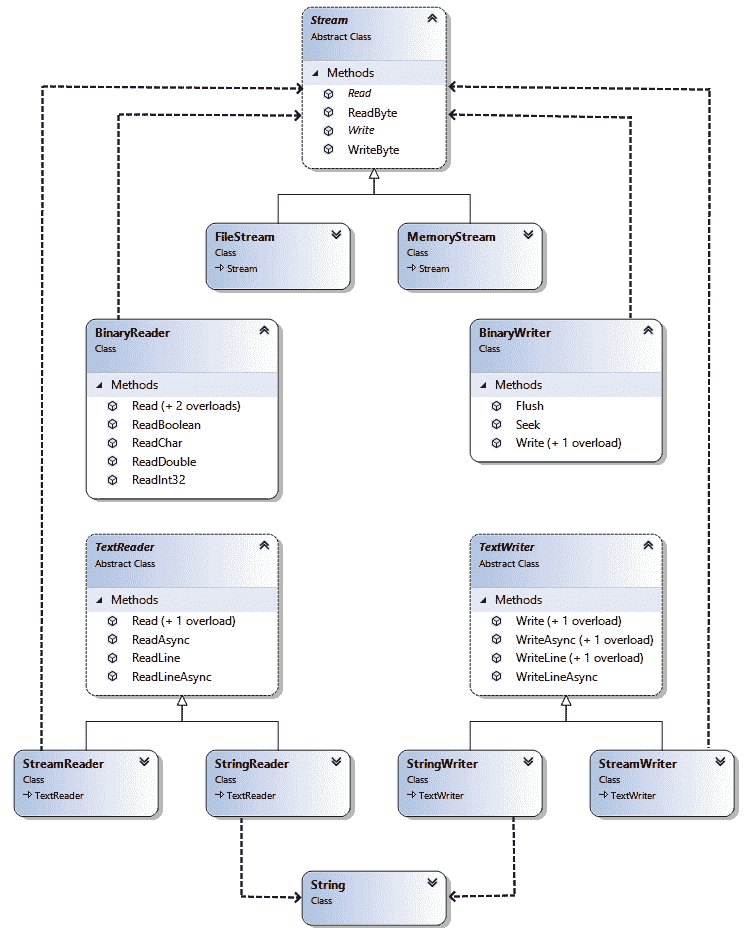 Stream
Abstract Class
Methods
Read
ReadByte
Write
WriteByte
FileStream
Class
Stream
MemoryStream
Class
Stream
BinaryReader
Class
Methods
Read (+ 2 overloads)
ReadBoolean
ReadChar
ReadDouble
ReadInt32
BinaryWriter
Class
Methods
Flush
Seek
Write (+ 1 overload)
TextReader
Abstract Class
Methods
Read (+ 1 overload)
ReadAsync
ReadLine
ReadLineAsync
TextWriter
Abstract Class
Methods
Write (+ 1 overload)
WriteAsync (+ 1 overload)
WriteLine (+ 1 overload)
WriteLineAsync
StreamReader
Class
TextReader
StringReader
Class
TextReader
StringWriter
Class
TextWriter
StreamWriter
Class
TextWriter
String
Class